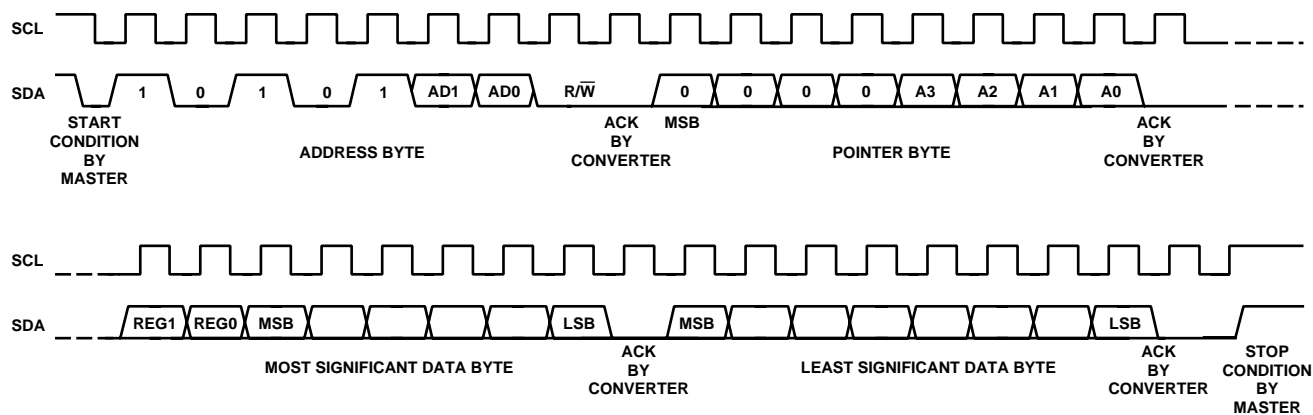 SCL
SDA
1 0 1 0 1 AD1 AD0 R/W̅ 0 0 0 0 A3 A2 A1 A0
START
CONDITION
BY
MASTER
ADDRESS BYTE
ACK
BY
CONVERTER
MSB
POINTER BYTE
ACK
BY
CONVERTER
SCL
SDA
REG1 REG0 MSB LSB MSB LSB
MOST SIGNIFICANT DATA BYTE
ACK
BY
CONVERTER
LEAST SIGNIFICANT DATA BYTE
ACK
BY
CONVERTER
STOP
CONDITION
BY
MASTER